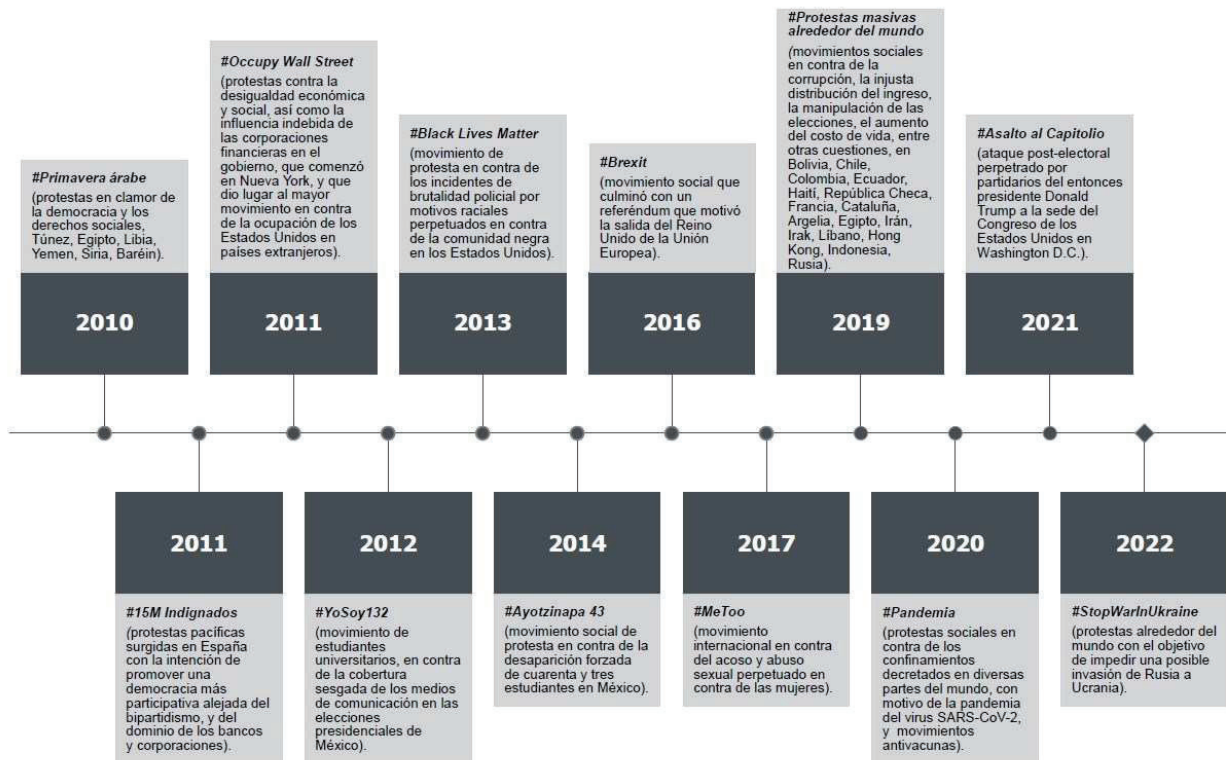 #Primavera árabe
(protestas en clamor de
la democracia y los
derechos sociales,
Túnez, Egipto, Libia,
Yemen, Siria, Baréin).
2010
#15M Indignados
(protestas pacíficas
surgidas en España
con la intención de
promover una
democracia más
participativa alejada del
bipartidismo, y del
dominio de los bancos
y corporaciones).
2011
#Occupy Wall Street
(protestas contra la
desigualdad económica
y social, así como la
influencia indebida de
las corporaciones
financieras en el
gobierno, que comenzó
en Nueva York, y que
dio lugar al mayor
movimiento en contra
de la ocupación de los
Estados Unidos en
países extranjeros).
2011
2012
#YoSoy132
(movimiento de
estudiantes
universitarios, en contra
de la cobertura
sesgada de los medios
de comunicación en las
elecciones
presidenciales de
México).
#Black Lives Matter
(movimiento de
protesta en contra de
los incidentes de
brutalidad policial por
motivos raciales
perpetuados en contra
de la comunidad negra
en los Estados Unidos).
2013
2014
#Ayotzinapa 43
(movimiento social de
protesta en contra de la
desaparición forzada
de cuarenta y tres
estudiantes en México).
#Brexit
(movimiento social que
culminó con un
referéndum que motivó
la salida del Reino
Unido de la Unión
Europea).
2016
2017
#MeToo
(movimiento
internacional en contra
del acoso y abuso
sexual perpetuado en
contra de las mujeres).
#Protestas masivas
alrededor del mundo
(movimientos sociales
en contra de la
corrupción, la injusta
distribución del ingreso,
la manipulación de las
elecciones, el aumento
del costo de vida, entre
otras cuestiones, en
Bolivia, Chile,
Colombia, Ecuador,
Haití, República Checa,
Francia, Cataluña,
Argelia, Egipto, Irán,
Irak, Líbano, Hong
Kong, Indonesia,
Rusia).
2019
2020
#Pandemia
(protestas sociales en
contra de los
confinamientos
decretados en diversas
partes del mundo, con
motivo de la pandemia
del virus SARS-CoV-2,
y movimientos
antivacunas).
#Asalto al Capitolio
(ataque post-electoral
perpetrado por
partidarios del entonces
presidente Donald
Trump a la sede del
Congreso de los
Estados Unidos en
Washington D.C.).
2021
2022
#StopWarInUkraine
(protestas alrededor del
mundo con el objetivo
de impedir una posible
invasión de Rusia a
Ucrania).